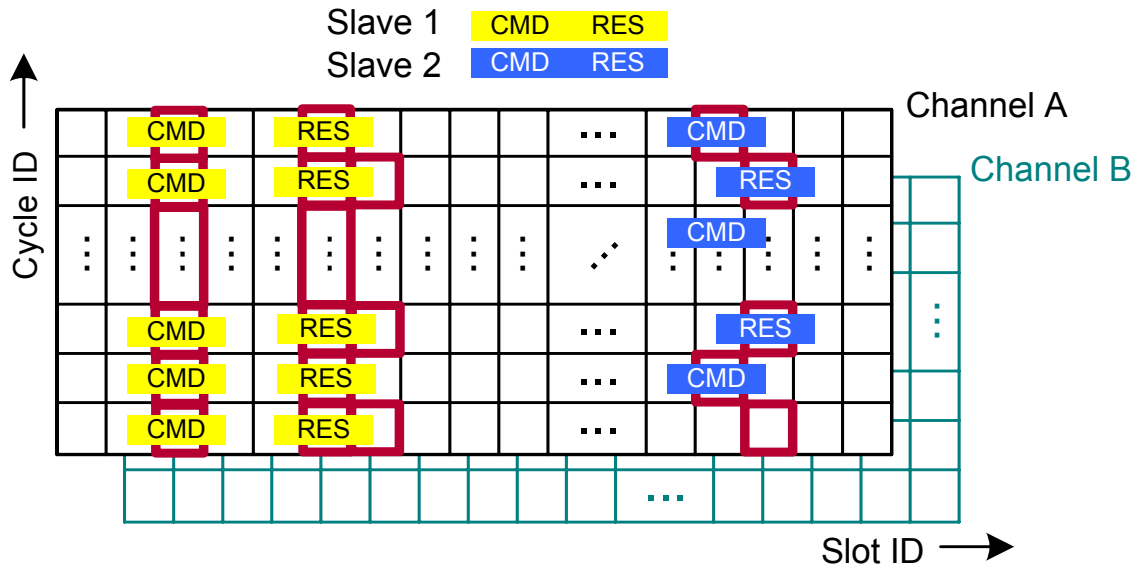 Slave 1 CMD RES
Slave 2 CMD RES
Cycle ID
Channel A
Channel B
CMD RES ... CMD
CMD RES ... RES
CMD
CMD RES ... RES
CMD RES CMD
CMD RES ...
...
Slot ID